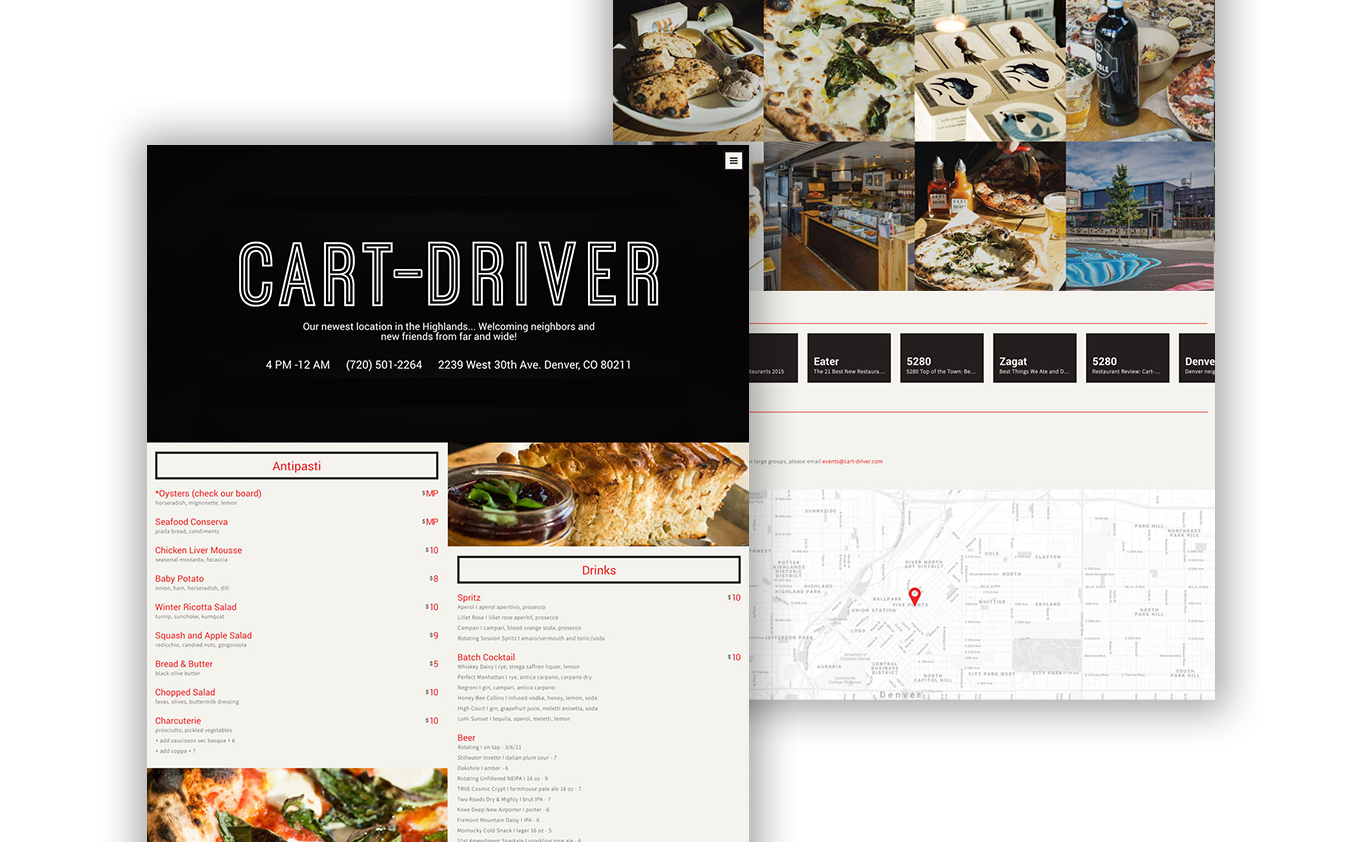 CART-DRIVER
Our newest location in the Highlands... Welcoming neighbors and
new friends from far and wide!
4 PM -12 AM (720) 501-2264 2239 West 30th Ave. Denver, CO 80211
Antipasti
*Oysters (check our board) $MP
horseradish, mignonette, lemon
Seafood Conserva $MP
piada bread, condiments
Chicken Liver Mousse $10
seasonal mostarda, focaccia
Baby Potato $8
onion, ham, horseradish, dill
Winter Ricotta Salad $10
turnip, sunchoke, kumquat
Squash and Apple Salad $9
radicchio, candied nuts, gorgonzola
Bread & Butter $5
black olive butter
Chopped Salad $10
favas, olives, buttermilk dressing
Charcuterie $10
prosciutto, pickled vegetables
+ add saucisson sec basque + 6
+ add coppa + 7
Drinks
Spritz $10
Aperol I aperol aperitivo, prosecco
Lillet Rose I lillet rose aperitif, prosecco
Campari I campari, blood orange soda, prosecco
Rotating Session Spritz I amaro/vermouth and tonic/soda
Batch Cocktail $10
Whiskey Daisy I rye, strega saffron liquor, lemon
Perfect Manhattan I rye, antica carpano, carpano dry
Negroni I gin, campari, antica carpano
Honey Bee Collins I infused vodka, honey, lemon, soda
High Court I gin, grapefruit juice, meletti anisetta, soda
LoHi Sunset I tequila, aperol, meletti, lemon
Beer
Rotating I on tap - 3/6/11
Stillwater Insetto I italian plum sour - 7
Oakshire I amber - 6
Rotating Unfiltered NEIPA I 16 oz - 9
TRVE Cosmic Crypt I farmhouse pale ale 16 oz - 7
Two Roads Dry & Mighty I brut IPA - 7
Knee Deep New Airporter I porter - 6
Fremont Mountain Daisy I IPA - 6
Montucky Cold Snack I lager 16 oz - 5
21st Amendment Sparkale I sparkling rose ale - 6
taurants 2015
Eater
The 21 Best New Restaura...
5280
5280 Top of the Town: Be...
Zagat
Best Things We Ate and D...
5280
Restaurant Review: Cart-...
Denve
Denver neig
r large groups, please email events@cart-driver.com
SUNNYSIDE
PARK HILL
NORTHEAST
PARK HILL
COLE
CLAYTON
POTTER
HIGHLANDS
HISTORIC
DISTRICT
RIVER NORTH
ART DISTRICT
NORTH
HIGHLAND
HIGHLAND PARK
BALLPARK
FIVE POINTS
UNION STATION
WHITTIER
SKYLAND
NORTH
PARK HILL
LODO
JEFFERSON PARK
AURARIA
CENTRAL
BUSINESS
DISTRICT
NORTH
CAPITOL HILL
CITY PARK WEST
CITY PARK
SOUTH
PARK HILL
Denver